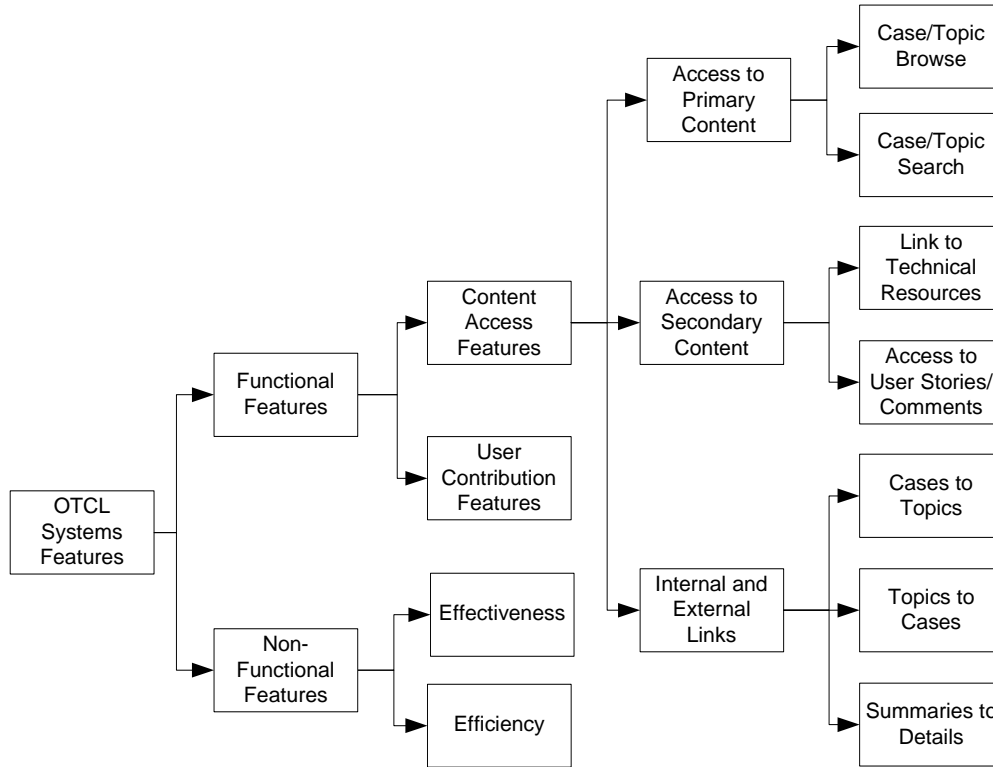 OTCL
Systems
Features
Functional
Features
Non-
Functional
Features
Content
Access
Features
User
Contribution
Features
Effectiveness
Efficiency
Access to
Primary
Content
Access to
Secondary
Content
Internal and
External
Links
Case/Topic
Browse
Case/Topic
Search
Link to
Technical
Resources
Access to
User Stories/
Comments
Cases to
Topics
Topics to
Cases
Summaries to
Details